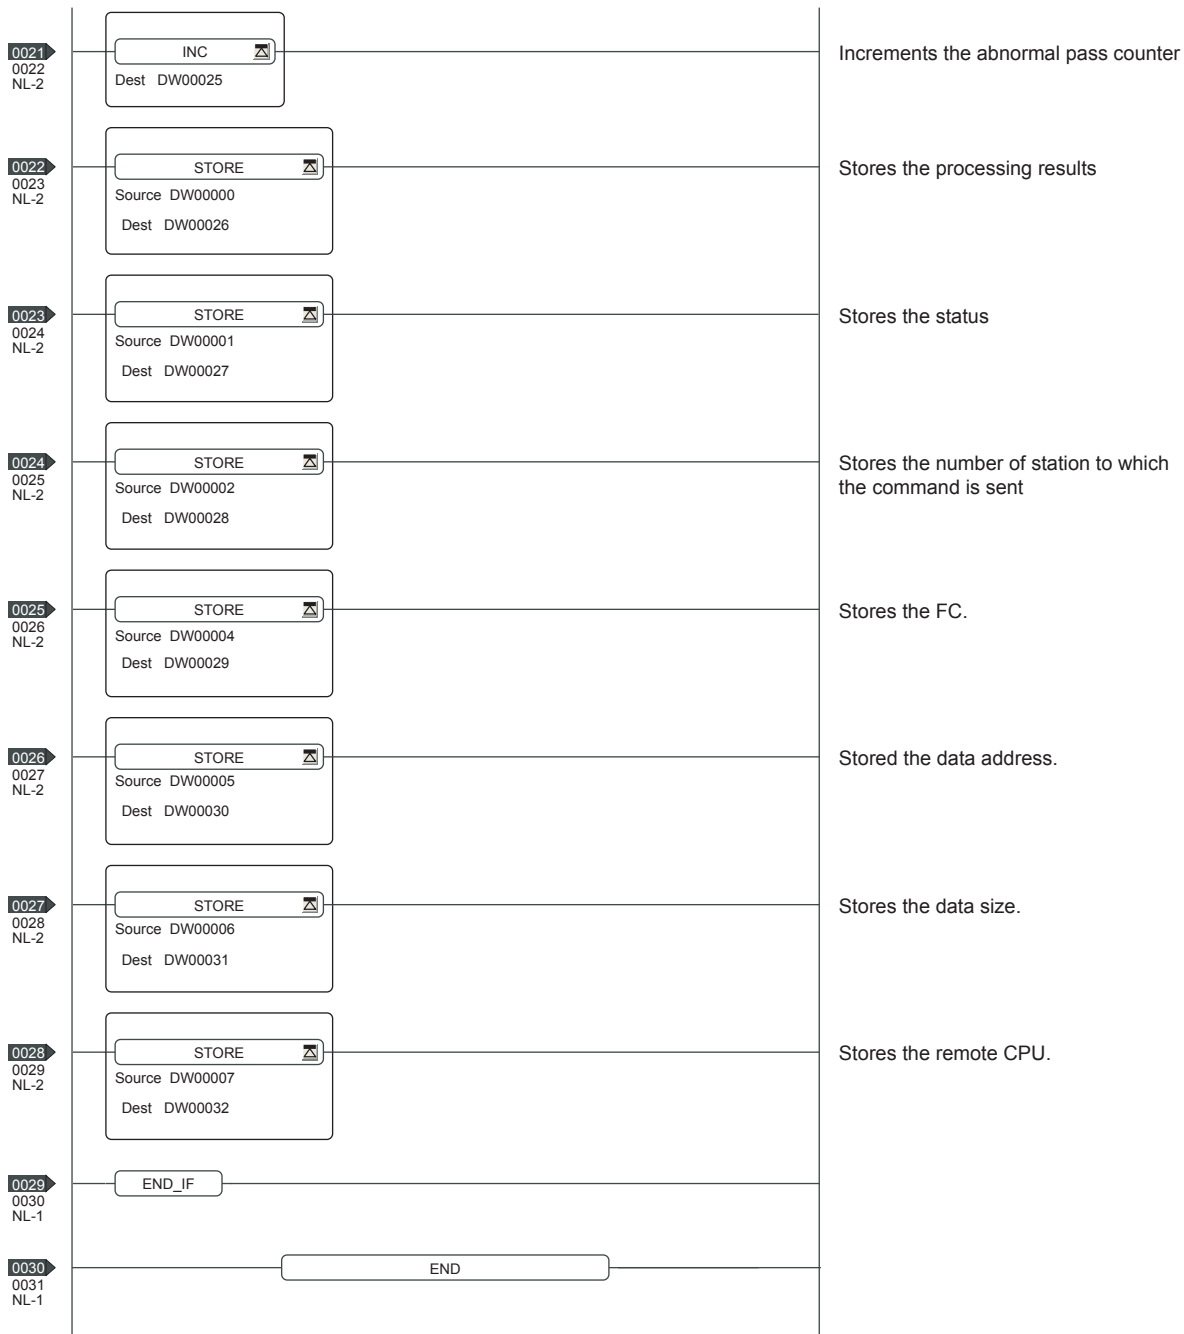 0021
0022
NL-2
INC
Dest DW00025
Increments the abnormal pass counter
0022
0023
NL-2
STORE
Source DW00000
Dest DW00026
Stores the processing results
0023
0024
NL-2
STORE
Source DW00001
Dest DW00027
Stores the status
0024
0025
NL-2
STORE
Source DW00002
Dest DW00028
Stores the number of station to which
the command is sent
0025
0026
NL-2
STORE
Source DW00004
Dest DW00029
Stores the FC.
0026
0027
NL-2
STORE
Source DW00005
Dest DW00030
Stored the data address.
0027
0028
NL-2
STORE
Source DW00006
Dest DW00031
Stores the data size.
0028
0029
NL-2
STORE
Source DW00007
Dest DW00032
Stores the remote CPU.
0029
0030
NL-1
END_IF
0030
0031
NL-1
END